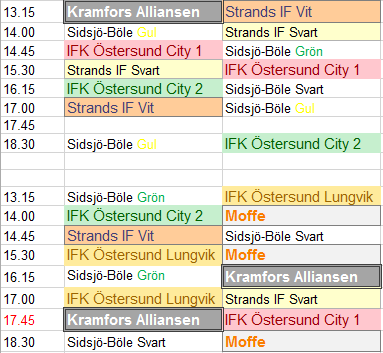 13.15 Kramfors Alliansen Strands IF Vit
14.00 Sidsjö-Böle Gul Strands IF Svart
14.45 IFK Östersund City 1 Sidsjö-Böle Grön
15.30 Strands IF Svart IFK Östersund City 1
16.15 IFK Östersund City 2 Sidsjö-Böle Svart
17.00 Strands IF Vit Sidsjö-Böle Gul
17.45
18.30 Sidsjö-Böle Gul IFK Östersund City 2
13.15 Sidsjö-Böle Grön IFK Östersund Lungvik
14.00 IFK Östersund City 2 Moffe
14.45 Strands IF Vit Sidsjö-Böle Svart
15.30 IFK Östersund Lungvik Moffe
16.15 Sidsjö-Böle Grön Kramfors Alliansen
17.00 IFK Östersund Lungvik Strands IF Svart
17.45 Kramfors Alliansen IFK Östersund City 1
18.30 Sidsjö-Böle Svart Moffe